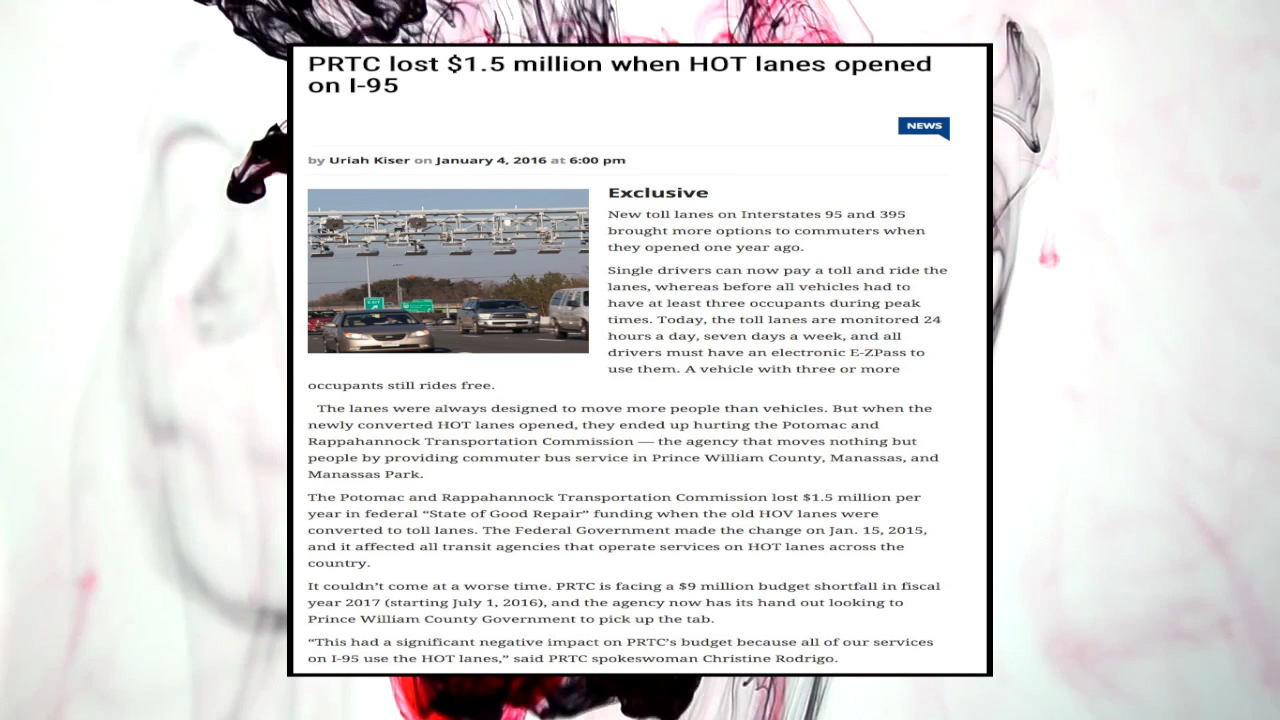 PRTC lost $1.5 million when HOT lanes opened
on I-95
NEWS
by Uriah Kiser on January 4, 2016 at 6:00 pm
Exclusive
New toll lanes on Interstates 95 and 395
brought more options to commuters when
they opened one year ago.
Single drivers can now pay a toll and ride the
lanes, whereas before all vehicles had to
have at least three occupants during peak
times. Today, the toll lanes are monitored 24
hours a day, seven days a week, and all
drivers must have an electronic E-ZPass to
use them. A vehicle with three or more
occupants still rides free.
The lanes were always designed to move more people than vehicles. But when the
newly converted HOT lanes opened, they ended up hurting the Potomac and
Rappahannock Transportation Commission — the agency that moves nothing but
people by providing commuter bus service in Prince William County, Manassas, and
Manassas Park.
The Potomac and Rappahannock Transportation Commission lost $1.5 million per
year in federal “State of Good Repair” funding when the old HOV lanes were
converted to toll lanes. The Federal Government made the change on Jan. 15, 2015,
and it affected all transit agencies that operate services on HOT lanes across the
country.
It couldn’t come at a worse time. PRTC is facing a $9 million budget shortfall in fiscal
year 2017 (starting July 1, 2016), and the agency now has its hand out looking to
Prince William County Government to pick up the tab.
“This had a significant negative impact on PRTC’s budget because all of our services
on I-95 use the HOT lanes,” said PRTC spokeswoman Christine Rodrigo.